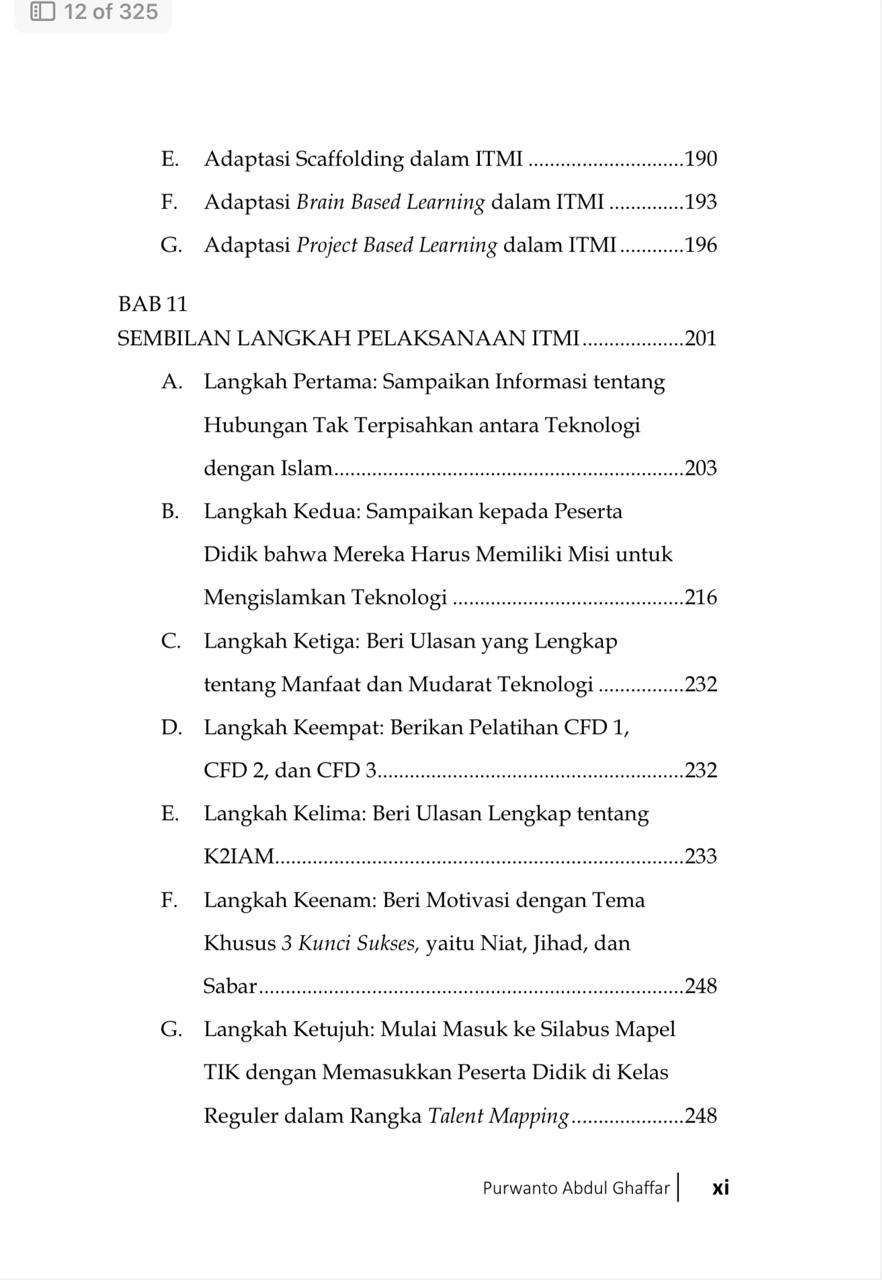 12 of 325
E. Adaptasi Scaffolding dalam ITMI.............................190
F. Adaptasi Brain Based Learning dalam ITMI..............193
G. Adaptasi Project Based Learning dalam ITMI............196
BAB 11
SEMBILAN LANGKAH PELAKSANAAN ITMI...................201
A. Langkah Pertama: Sampaikan Informasi tentang
Hubungan Tak Terpisahkan antara Teknologi
dengan Islam..................................................................203
B. Langkah Kedua: Sampaikan kepada Peserta
Didik bahwa Mereka Harus Memiliki Misi untuk
Mengislamkan Teknologi...........................................216
C. Langkah Ketiga: Beri Ulasan yang Lengkap
tentang Manfaat dan Mudarat Teknologi................232
D. Langkah Keempat: Berikan Pelatihan CFD 1,
CFD 2, dan CFD 3.........................................................232
E. Langkah Kelima: Beri Ulasan Lengkap tentang
K2IAM............................................................................233
F. Langkah Keenam: Beri Motivasi dengan Tema
Khusus 3 Kunci Sukses, yaitu Niat, Jihad, dan
Sabar...............................................................................248
G. Langkah Ketujuh: Mulai Masuk ke Silabus Mapel
TIK dengan Memasukkan Peserta Didik di Kelas
Reguler dalam Rangka Talent Mapping.....................248
Purwanto Abdul Ghaffar | xi